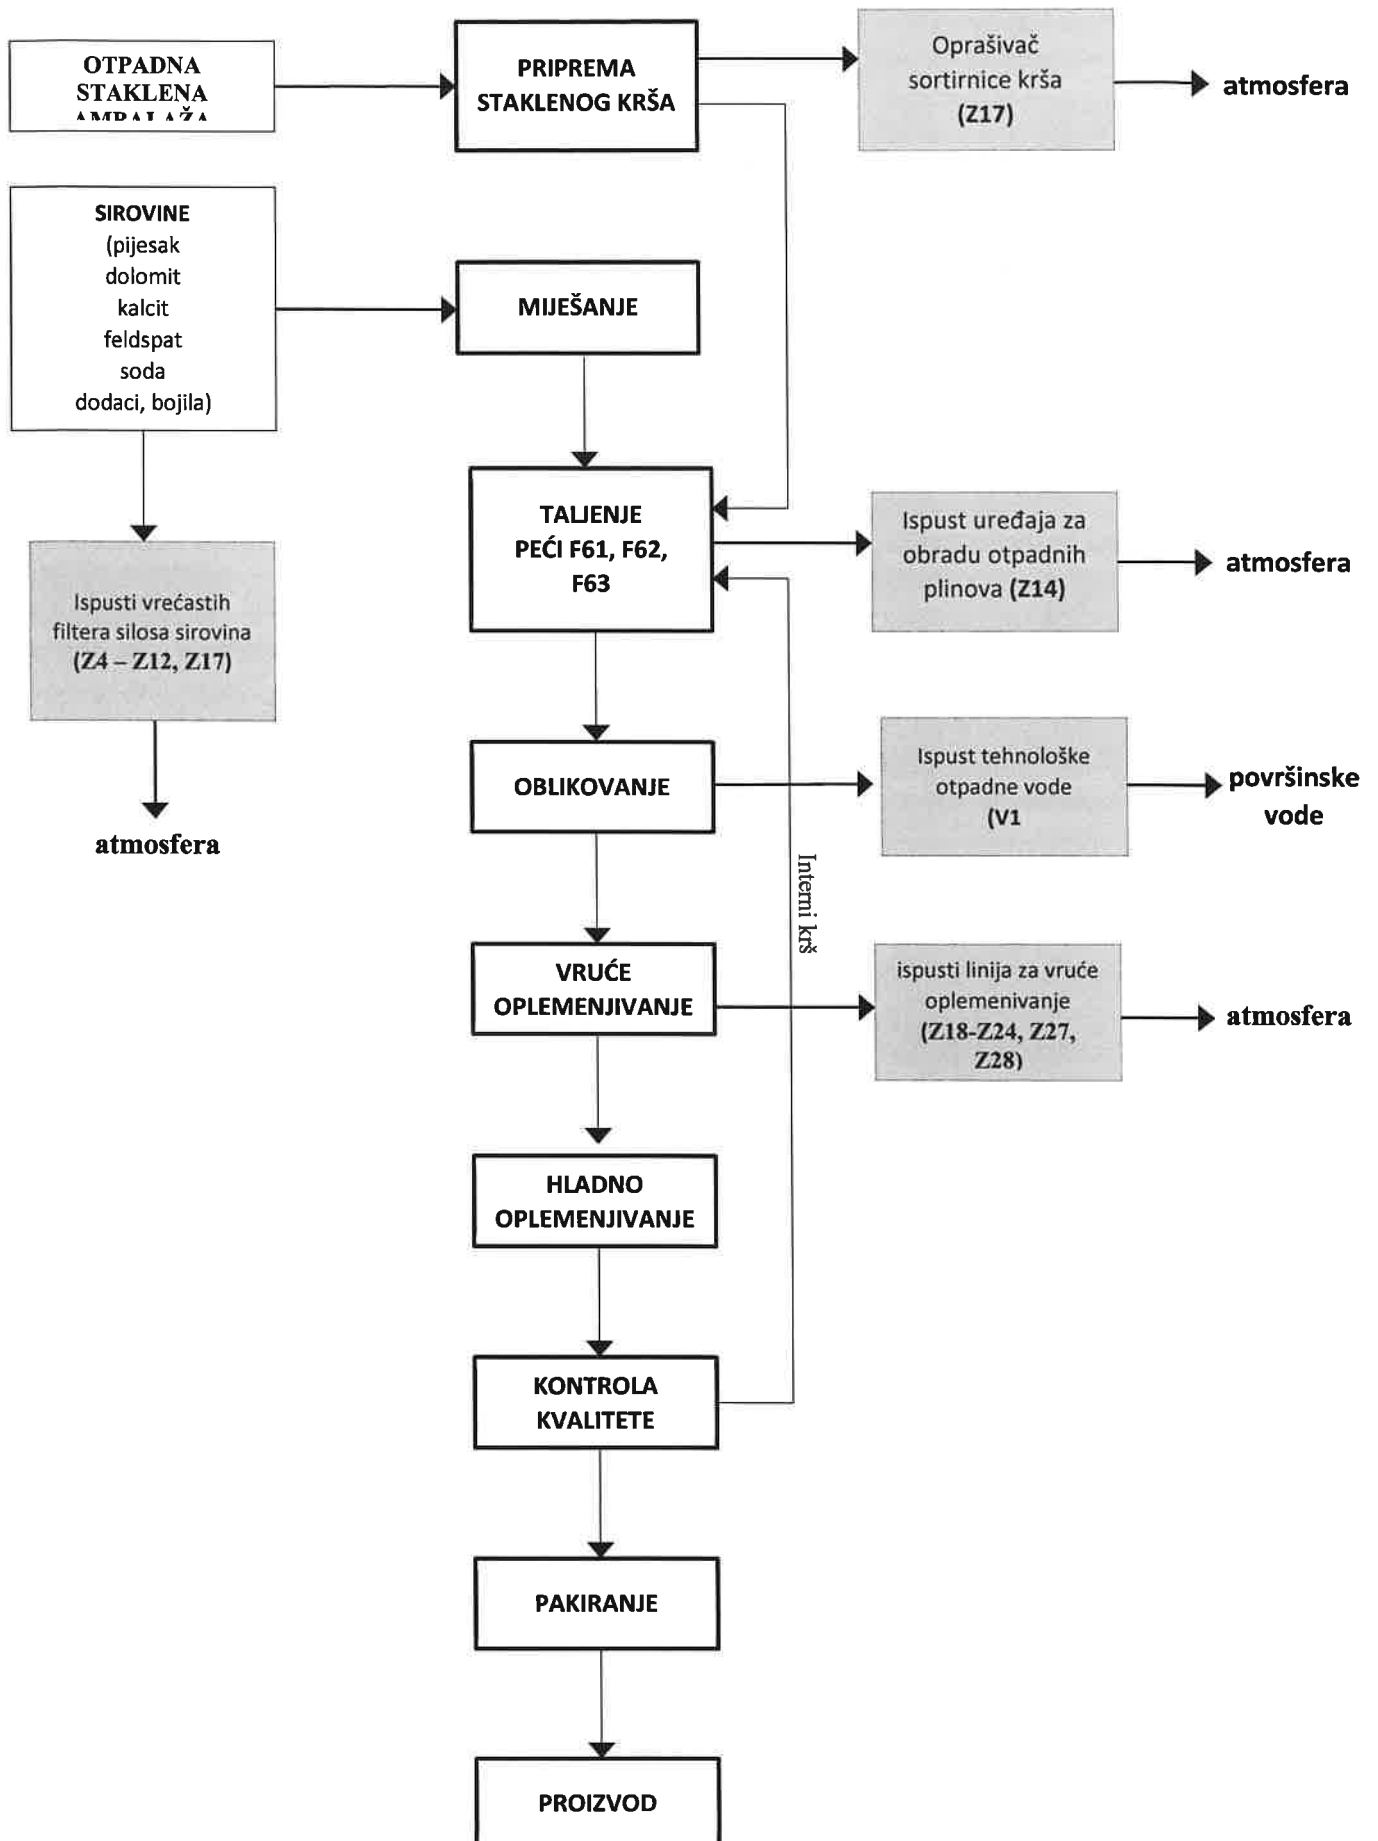 OTPADNA
STAKLENA
AMBALAŽA
PRIPREMA
STAKLENOG KRŠA
Oprašivač
sortirnice krša
(Z17)
atmosfera
SIROVINE
(pijesak
dolomit
kalcit
feldspat
soda
dodaci, bojila)
MIJEŠANJE
TALJENJE
PEĆI F61, F62,
F63
Ispust uređaja za
obradu otpadnih
plinova (Z14)
atmosfera
Ispusti vrećastih
filtera silosa sirovina
(Z4 – Z12, Z17)
atmosfera
OBLIKOVANJE
Ispust tehnološke
otpadne vode
(V1
površinske
vode
Interni krš
VRUĆE
OPLEMENJIVANJE
ispusti linija za vruće
oplemenivanje
(Z18-Z24, Z27,
Z28)
atmosfera
HLADNO
OPLEMENJIVANJE
KONTROLA
KVALITETE
PAKIRANJE
PROIZVOD